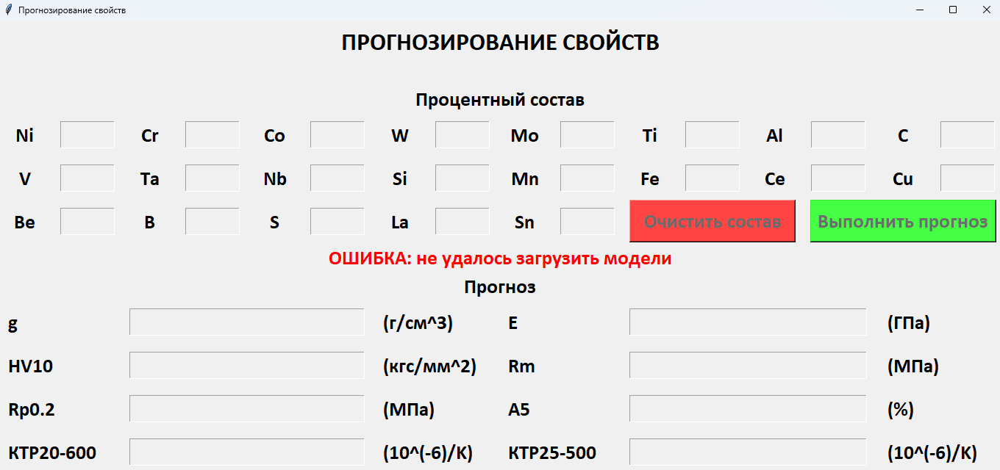 Прогнозирование свойств
ПРОГНОЗИРОВАНИЕ СВОЙСТВ
Процентный состав
Ni Cr Co W Mo Ti Al C
V Ta Nb Si Mn Fe Ce Cu
Be B S La Sn Очистить состав Выполнить прогноз
ОШИБКА: не удалось загрузить модели
Прогноз
g (г/см^3) E (ГПа)
HV10 (кгс/мм^2) Rm (МПа)
Rp0.2 (МПа) A5 (%)
КТР20-600 (10^(-6)/K) КТР25-500 (10^(-6)/K)